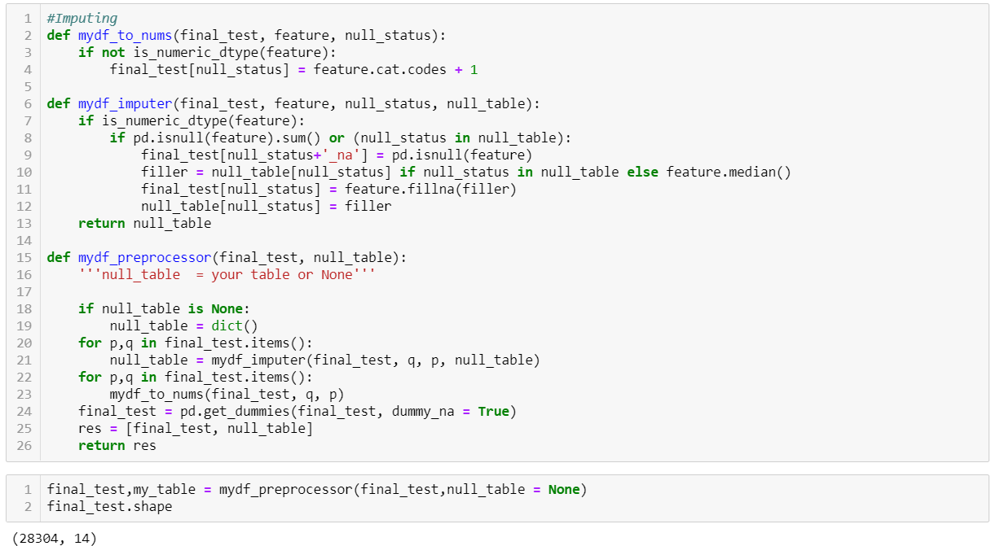 1 #Imputing
2 def mydf_to_nums(final_test, feature, null_status):
3     if not is_numeric_dtype(feature):
4         final_test[null_status] = feature.cat.codes + 1
5
6 def mydf_imputer(final_test, feature, null_status, null_table):
7     if is_numeric_dtype(feature):
8         if pd.isnull(feature).sum() or (null_status in null_table):
9             final_test[null_status+'_na'] = pd.isnull(feature)
10             filler = null_table[null_status] if null_status in null_table else feature.median()
11             final_test[null_status] = feature.fillna(filler)
12             null_table[null_status] = filler
13     return null_table
14
15 def mydf_preprocessor(final_test, null_table):
16     '''null_table  = your table or None'''
17
18     if null_table is None:
19         null_table = dict()
20     for p,q in final_test.items():
21         null_table = mydf_imputer(final_test, q, p, null_table)
22     for p,q in final_test.items():
23         mydf_to_nums(final_test, q, p)
24     final_test = pd.get_dummies(final_test, dummy_na = True)
25     res = [final_test, null_table]
26     return res
1 final_test,my_table = mydf_preprocessor(final_test,null_table = None)
2 final_test.shape
(28304, 14)